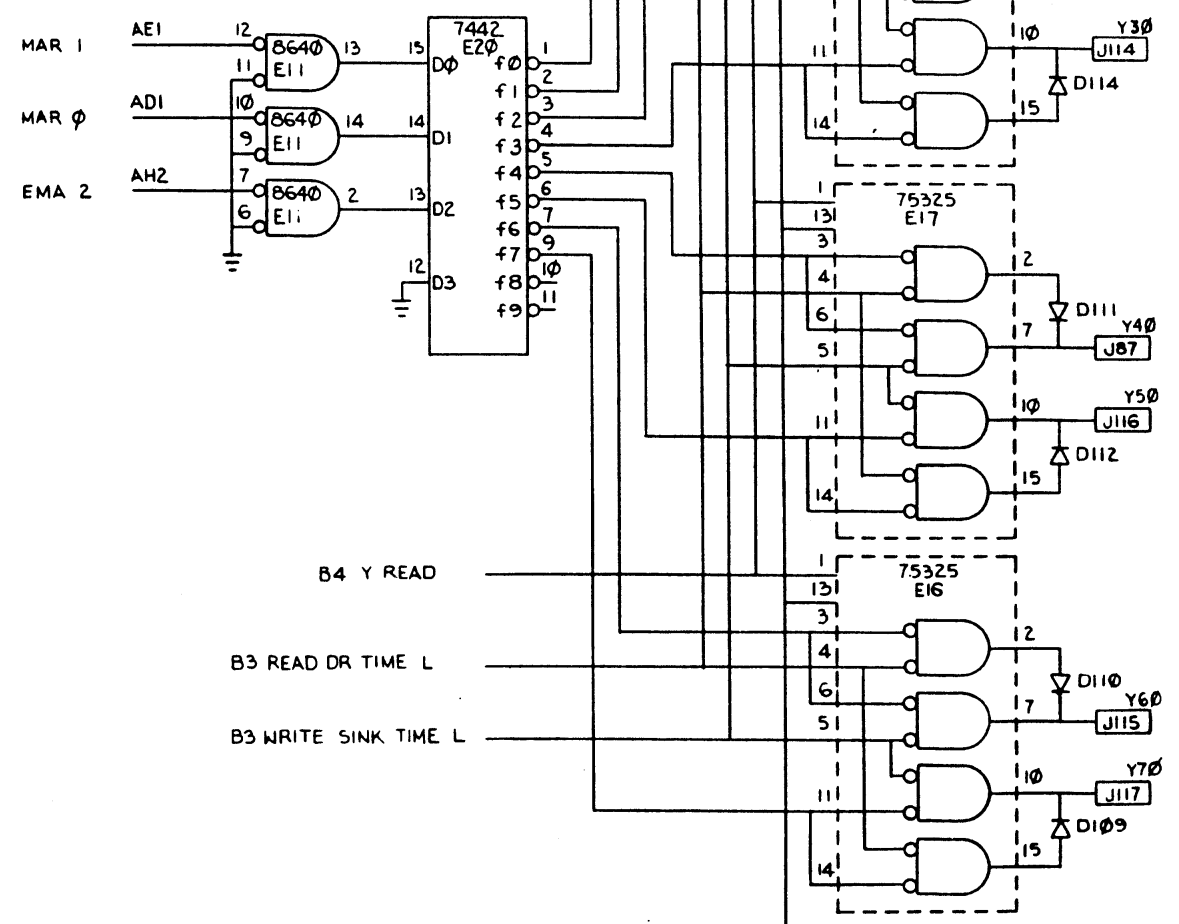 MAR 1
AE1
12
11
864Ø
E11
13
MAR Ø
AD1
1Ø
9
864Ø
E11
14
EMA 2
AH2
7
6
864Ø
E11
2
7442
E2Ø
15
DØ
14
D1
13
D2
12
D3
fØ
1
f1
2
f2
3
f3
4
f4
5
f5
6
f6
7
f7
9
f8
1Ø
f9
11
11
14
1Ø
15
Y3Ø
J114
D114
75325
E17
1
13
3
4
6
5
11
14
2
7
1Ø
15
D111
Y4Ø
J87
Y5Ø
J116
D112
B4 Y READ
B3 READ DR TIME L
B3 WRITE SINK TIME L
75325
E16
1
13
3
4
6
5
11
14
2
7
1Ø
15
D11Ø
Y6Ø
J115
Y7Ø
J117
D1Ø9